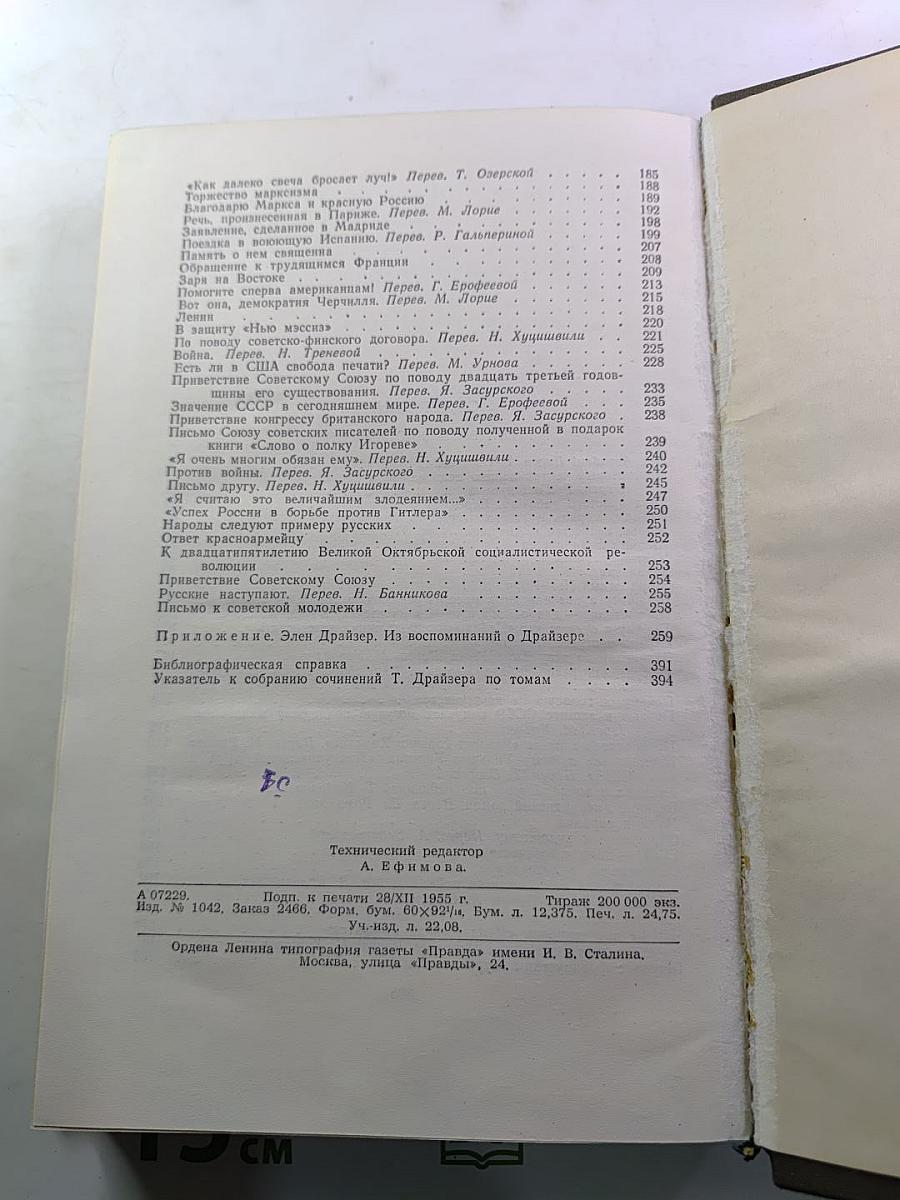 «Как далеко свеча бросает луч!» Перев. Т. Озерской . . . . . 185
Торжество марксизма . . . . . . . . . . 188
Благодарю Маркса и красную Россию . . . . . . . 189
Речь, произнесенная в Париже. Перев. М. Лорие . . . . . 192
Заявление, сделанное в Мадриде . . . . . . . . 198
Поездка в воюющую Испанию. Перев. Р. Гальпериной . . . . 199
Память о нем священна . . . . . . . . . . 207
Обращение к трудящимся Франции . . . . . . . . 208
Заря на Востоке . . . . . . . . . . . . 209
Помогите сперва американцам! Перев. Г. Ерофеевой . . . . . 213
Вот она, демократия Черчилля. Перев. М. Лорие . . . . . 215
Ленин . . . . . . . . . . . . . . 218
В защиту «Нью мэссиз» . . . . . . . . . . 220
По поводу советско-финского договора. Перев. Н. Хуцишвили . . 221
Война. Перев. Н. Треневой . . . . . . . . . 225
Есть ли в США свобода печати? Перев. М. Урнова . . . . . 228
Приветствие Советскому Союзу по поводу двадцать третьей годов-
щины его существования. Перев. Я. Засурского . . . . 233
Значение СССР в сегодняшнем мире. Перев. Г. Ерофеевой . . . 235
Приветствие конгрессу британского народа. Перев. Я. Засурского . 238
Письмо Союзу советских писателей по поводу полученной в подарок
книги «Слово о полку Игореве» . . . . . . . . 239
«Я очень многим обязан ему». Перев. Н. Хуцишвили . . . . . 240
Против войны. Перев. Я. Засурского . . . . . . . . 242
Письмо другу. Перев. Н. Хуцишвили . . . . . . . . 245
«Я считаю это величайшим злодеянием...» . . . . . . . 247
«Успех России в борьбе против Гитлера» . . . . . . . . 250
Народы следуют примеру русских . . . . . . . . . 251
Ответ красноармейцу . . . . . . . . . . . . 252
К двадцатипятилетию Великой Октябрьской социалистической ре-
волюции . . . . . . . . . . . . . . 253
Приветствие Советскому Союзу . . . . . . . . . . 254
Русские наступают. Перев. Н. Банникова . . . . . . . 255
Письмо к советской молодежи . . . . . . . . . . 258
Приложение. Элен Драйзер. Из воспоминаний о Драйзере . . 259
Библиографическая справка . . . . . . . . . . . 391
Указатель к собранию сочинений Т. Драйзера по томам . . . . 394
Технический редактор
А. Ефимова.
А 07229. Подп. к печати 28/XII 1955 г. Тираж 200 000 экз.
Изд. № 1042. Заказ 2466. Форм. бум. 60×92¹/₁₆. Бум. л. 12,375. Печ. л. 24,75.
Уч.-изд. л. 22,08.
Ордена Ленина типография газеты «Правда» имени И. В. Сталина.
Москва, улица «Правды», 24.
15 см